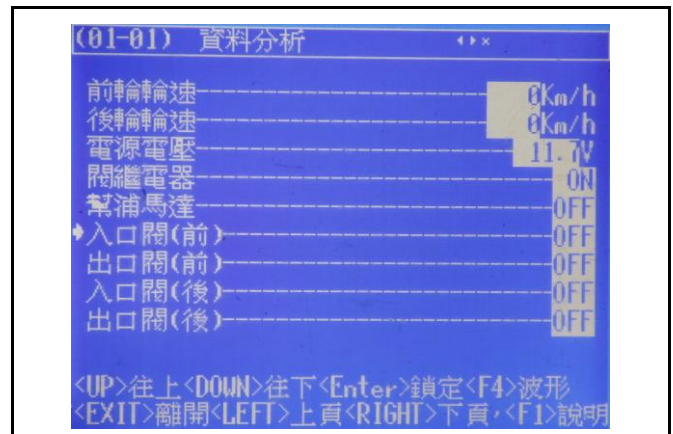 (01-01) 資料分析
前輪輪速 0Km/h
後輪輪速 0Km/h
電源電壓 11.7V
閥繼電器 ON
幫浦馬達 OFF
入口閥(前) OFF
出口閥(前) OFF
入口閥(後) OFF
出口閥(後) OFF
<UP>往上<DOWN>往下<Enter>鎖定<F4>波形
<EXIT>離開<LEFT>上頁<RIGHT>下頁,<F1>說明